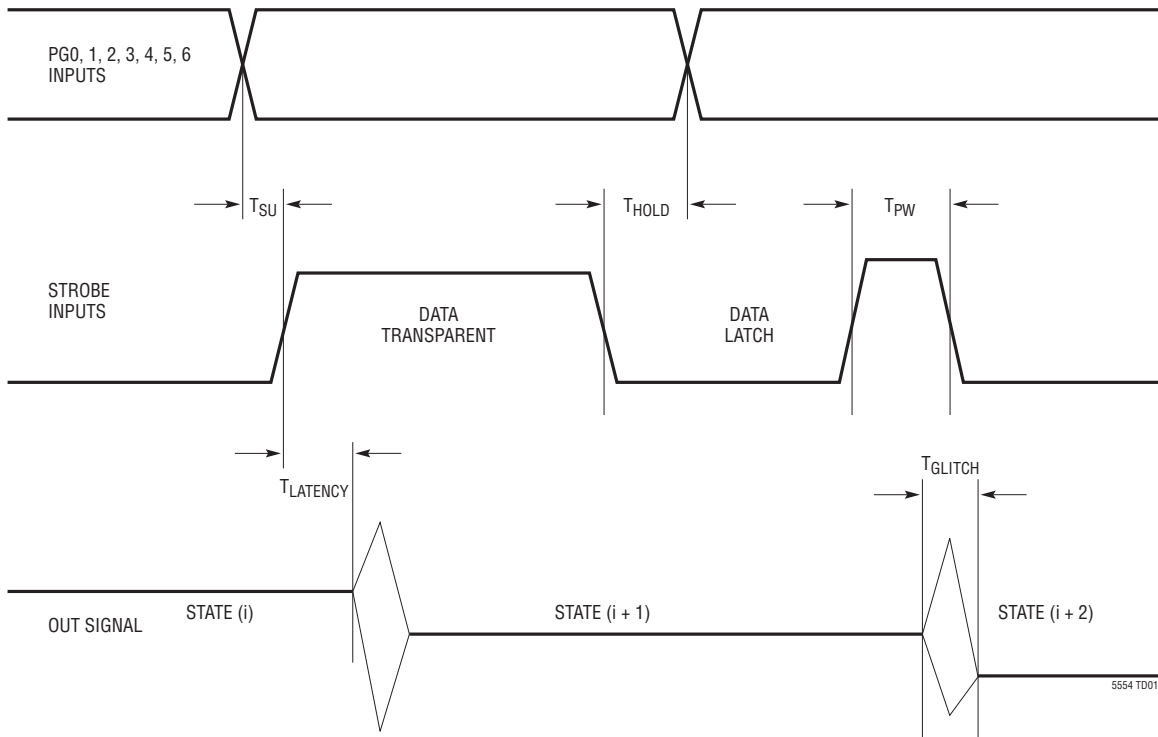 PG0, 1, 2, 3, 4, 5, 6
INPUTS
TSU
THOLD
TPW
STROBE
INPUTS
DATA
TRANSPARENT
DATA
LATCH
TLATENCY
TGLITCH
OUT SIGNAL
STATE (i)
STATE (i + 1)
STATE (i + 2)
5554 TD01